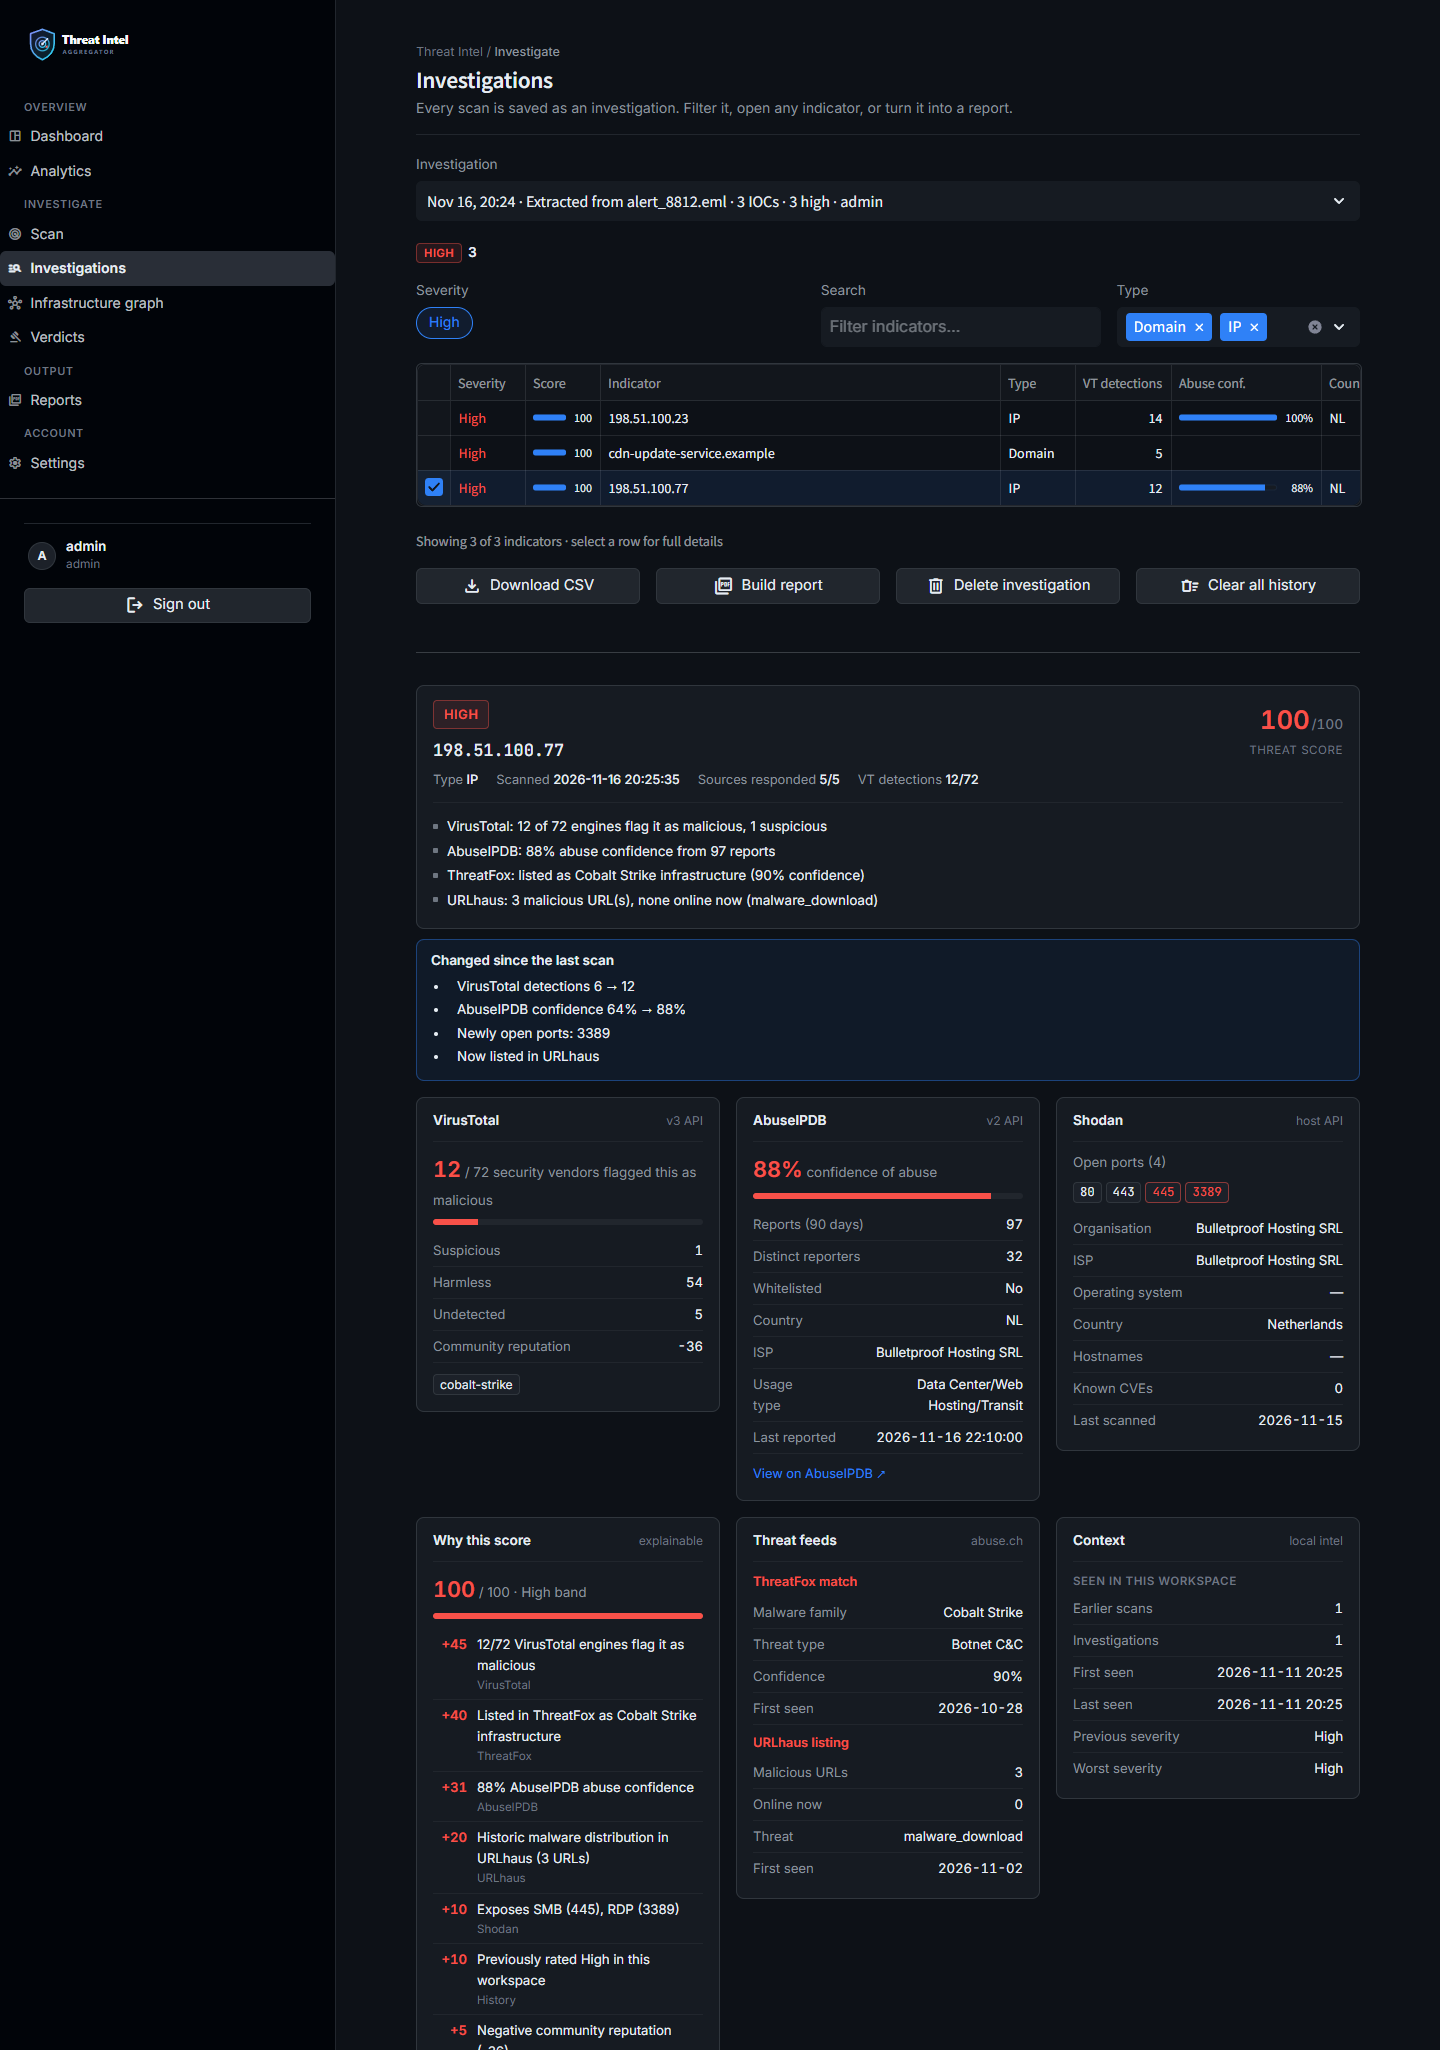 Threat Intel
AGGREGATOR
OVERVIEW
Dashboard
Analytics
INVESTIGATE
Scan
Investigations
Infrastructure graph
Verdicts
OUTPUT
Reports
ACCOUNT
Settings
A
admin
admin
Sign out
Threat Intel / Investigate
Investigations
Every scan is saved as an investigation. Filter it, open any indicator, or turn it into a report.
Investigation
Nov 16, 20:24 · Extracted from alert_8812.eml · 3 IOCs · 3 high · admin
HIGH 3
Severity
High
Search
Filter indicators...
Type
Domain × IP ×
Severity Score Indicator Type VT detections Abuse conf. Coun
High 100 198.51.100.23 IP 14 100% NL
High 100 cdn-update-service.example Domain 5
High 100 198.51.100.77 IP 12 88% NL
Showing 3 of 3 indicators · select a row for full details
Download CSV
Build report
Delete investigation
Clear all history
HIGH
198.51.100.77
100/100
THREAT SCORE
Type IP Scanned 2026-11-16 20:25:35 Sources responded 5/5 VT detections 12/72
VirusTotal: 12 of 72 engines flag it as malicious, 1 suspicious
AbuseIPDB: 88% abuse confidence from 97 reports
ThreatFox: listed as Cobalt Strike infrastructure (90% confidence)
URLhaus: 3 malicious URL(s), none online now (malware_download)
Changed since the last scan
• VirusTotal detections 6 → 12
• AbuseIPDB confidence 64% → 88%
• Newly open ports: 3389
• Now listed in URLhaus
VirusTotal v3 API
12 / 72 security vendors flagged this as
malicious
Suspicious 1
Harmless 54
Undetected 5
Community reputation -36
cobalt-strike
AbuseIPDB v2 API
88% confidence of abuse
Reports (90 days) 97
Distinct reporters 32
Whitelisted No
Country NL
ISP Bulletproof Hosting SRL
Usage Data Center/Web
type Hosting/Transit
Last reported 2026-11-16 22:10:00
View on AbuseIPDB ↗
Shodan host API
Open ports (4)
80 443 445 3389
Organisation Bulletproof Hosting SRL
ISP Bulletproof Hosting SRL
Operating system —
Country Netherlands
Hostnames —
Known CVEs 0
Last scanned 2026-11-15
Why this score explainable
100 / 100 · High band
+45 12/72 VirusTotal engines flag it as
malicious
VirusTotal
+40 Listed in ThreatFox as Cobalt Strike
infrastructure
ThreatFox
+31 88% AbuseIPDB abuse confidence
AbuseIPDB
+20 Historic malware distribution in
URLhaus (3 URLs)
URLhaus
+10 Exposes SMB (445), RDP (3389)
Shodan
+10 Previously rated High in this
workspace
History
+5 Negative community reputation
(-36)
Threat feeds abuse.ch
ThreatFox match
Malware family Cobalt Strike
Threat type Botnet C&C
Confidence 90%
First seen 2026-10-28
URLhaus listing
Malicious URLs 3
Online now 0
Threat malware_download
First seen 2026-11-02
Context local intel
SEEN IN THIS WORKSPACE
Earlier scans 1
Investigations 1
First seen 2026-11-11 20:25
Last seen 2026-11-11 20:25
Previous severity High
Worst severity High